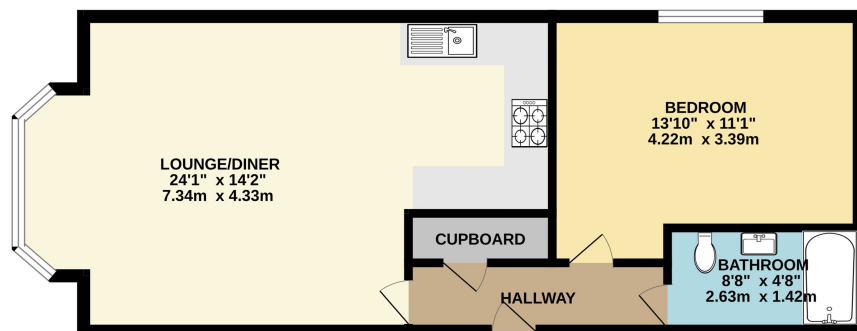 LOUNGE/DINER
24'1" x 14'2"
7.34m x 4.33m
BEDROOM
13'10" x 11'1"
4.22m x 3.39m
CUPBOARD
HALLWAY
BATHROOM
8'8" x 4'8"
2.63m x 1.42m